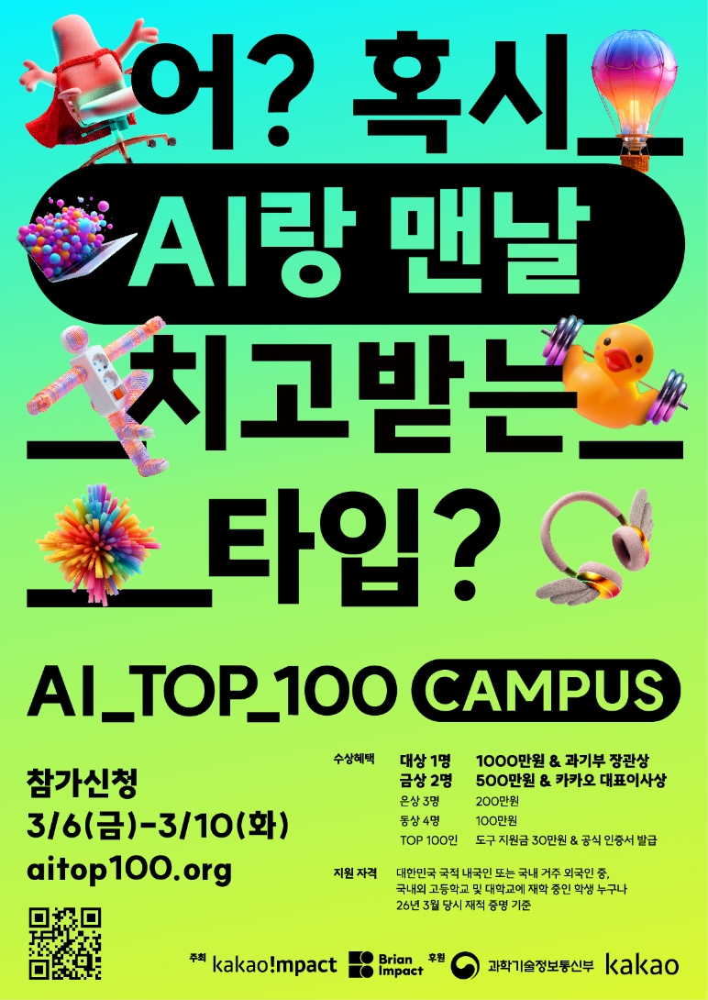 어? 혹시_
AI랑 맨날
_치고받는_
_타입?
AI_TOP_100 CAMPUS
참가신청
3/6(금)-3/10(화)
aitop100.org
수상혜택 대상 1명 1000만원 & 과기부 장관상
금상 2명 500만원 & 카카오 대표이사상
은상 3명 200만원
동상 4명 100만원
TOP 100인 도구 지원금 30만원 & 공식 인증서 발급
지원 자격 대한민국 국적 내국인 또는 국내 거주 외국인 중,
국내외 고등학교 및 대학교에 재학 중인 학생 누구나
26년 3월 당시 재적 증명 기준
주최 kakao!mpact Brian Impact 후원 과학기술정보통신부 kakao